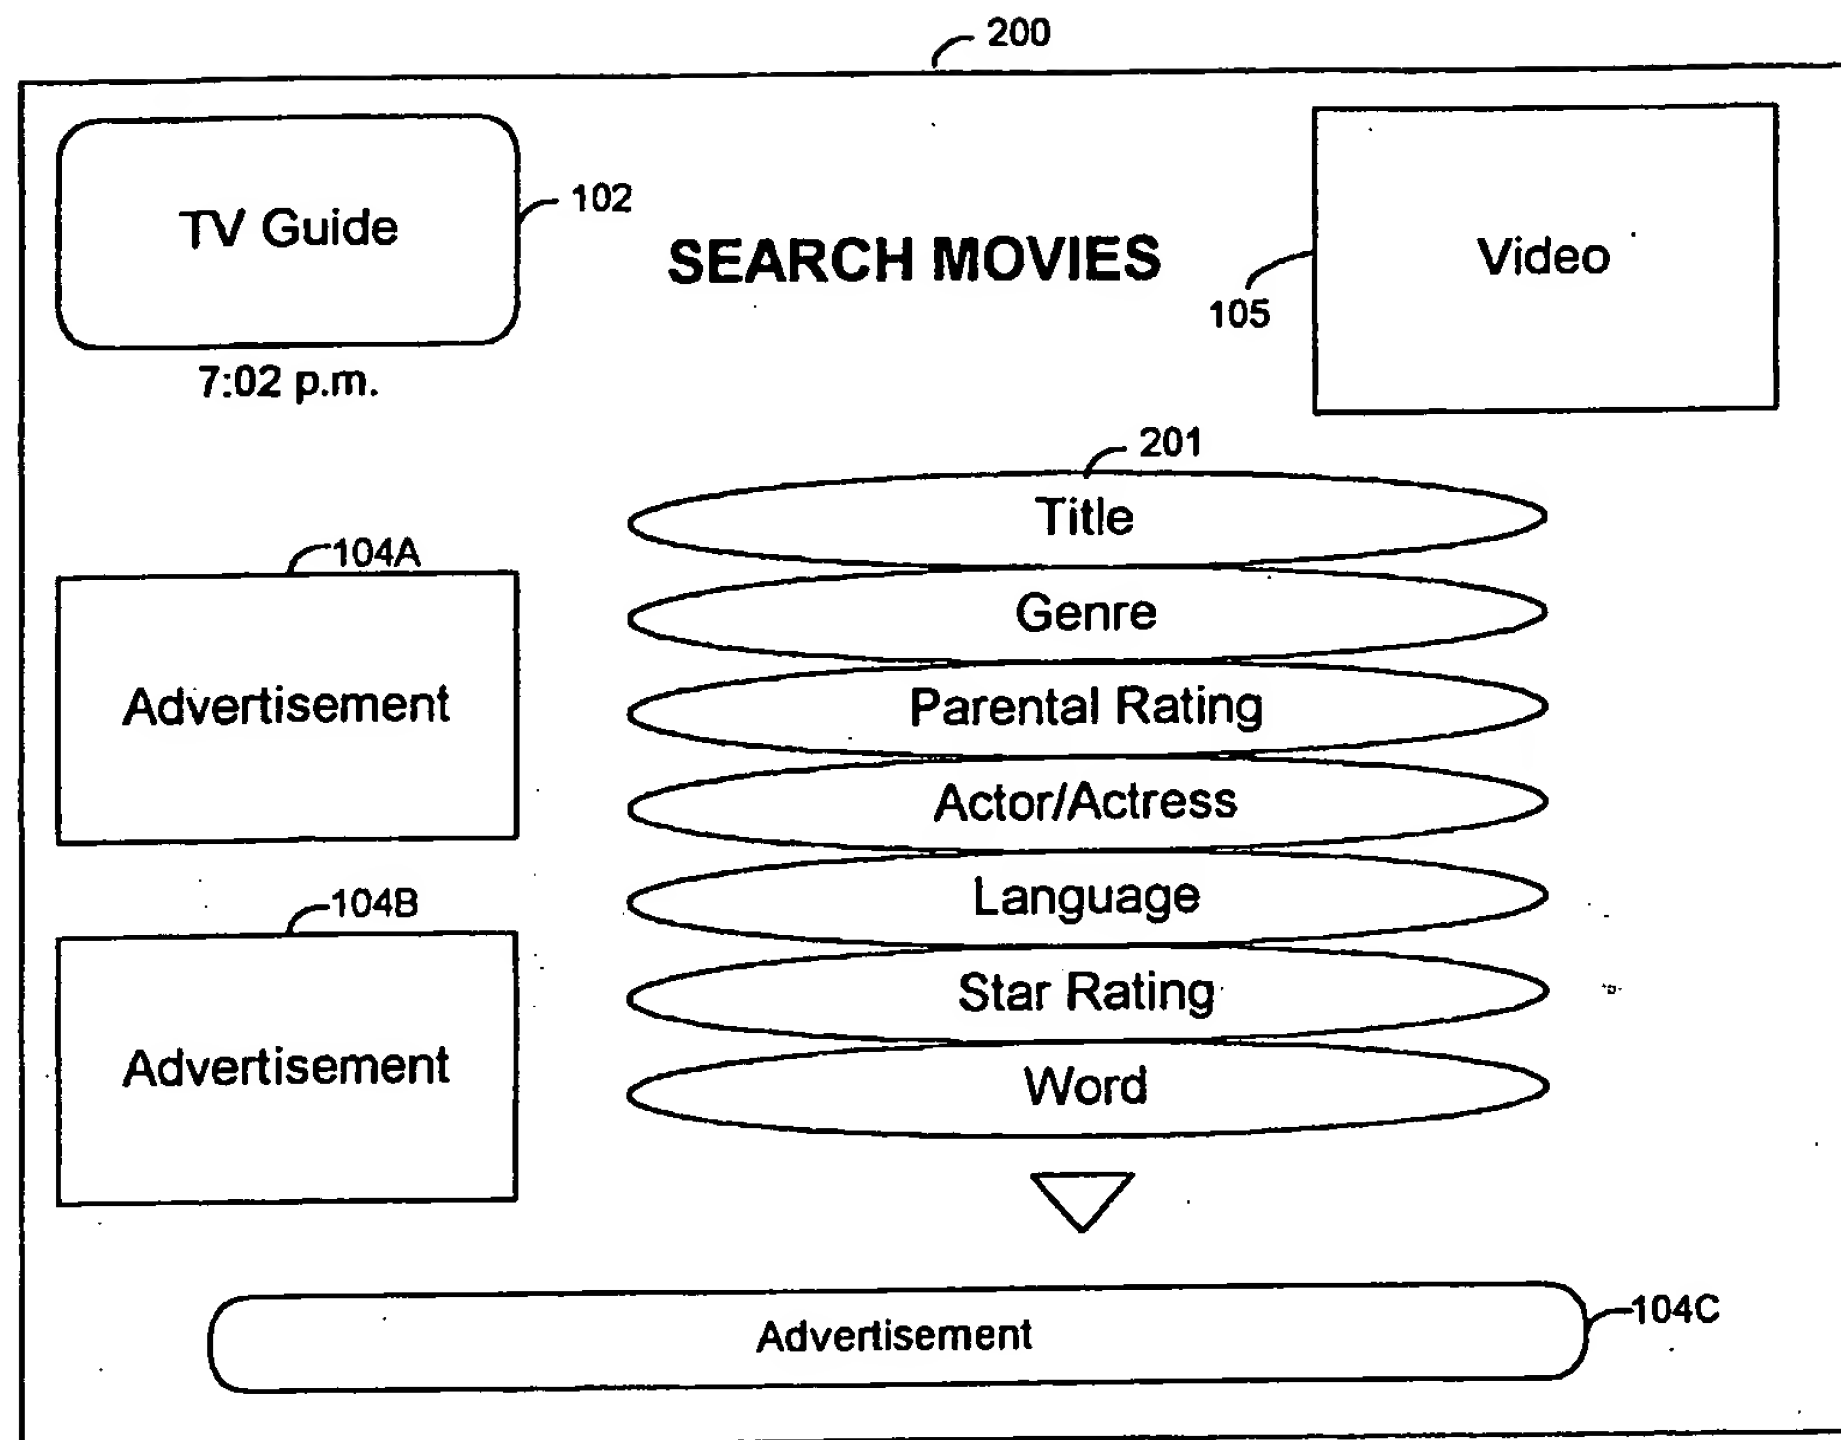 200
TV Guide
102
SEARCH MOVIES
Video
105
7:02 p.m.
201
Title
104A
Genre
Advertisement
Parental Rating
Actor/Actress
104B
Language
Advertisement
Star Rating
Word
Advertisement
104C